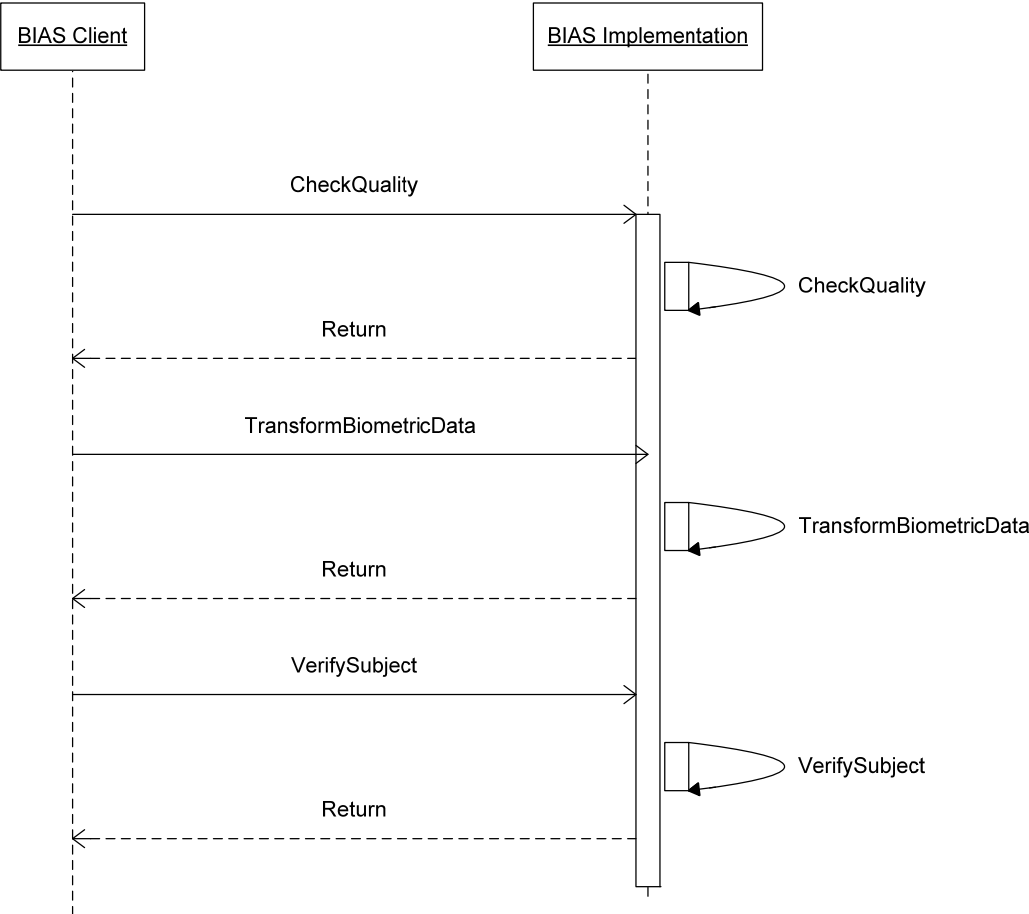 BIAS Client
BIAS Implementation
CheckQuality
CheckQuality
Return
TransformBiometricData
TransformBiometricData
Return
VerifySubject
VerifySubject
Return